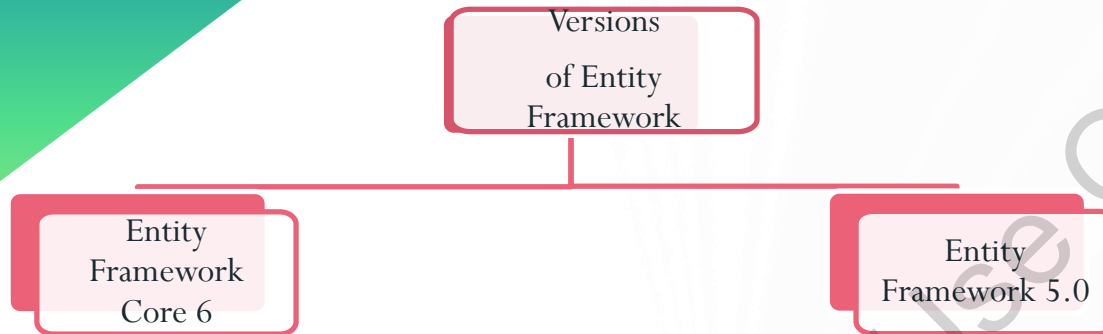 Versions
of Entity
Framework
Entity
Framework
Core 6
Entity
Framework 5.0